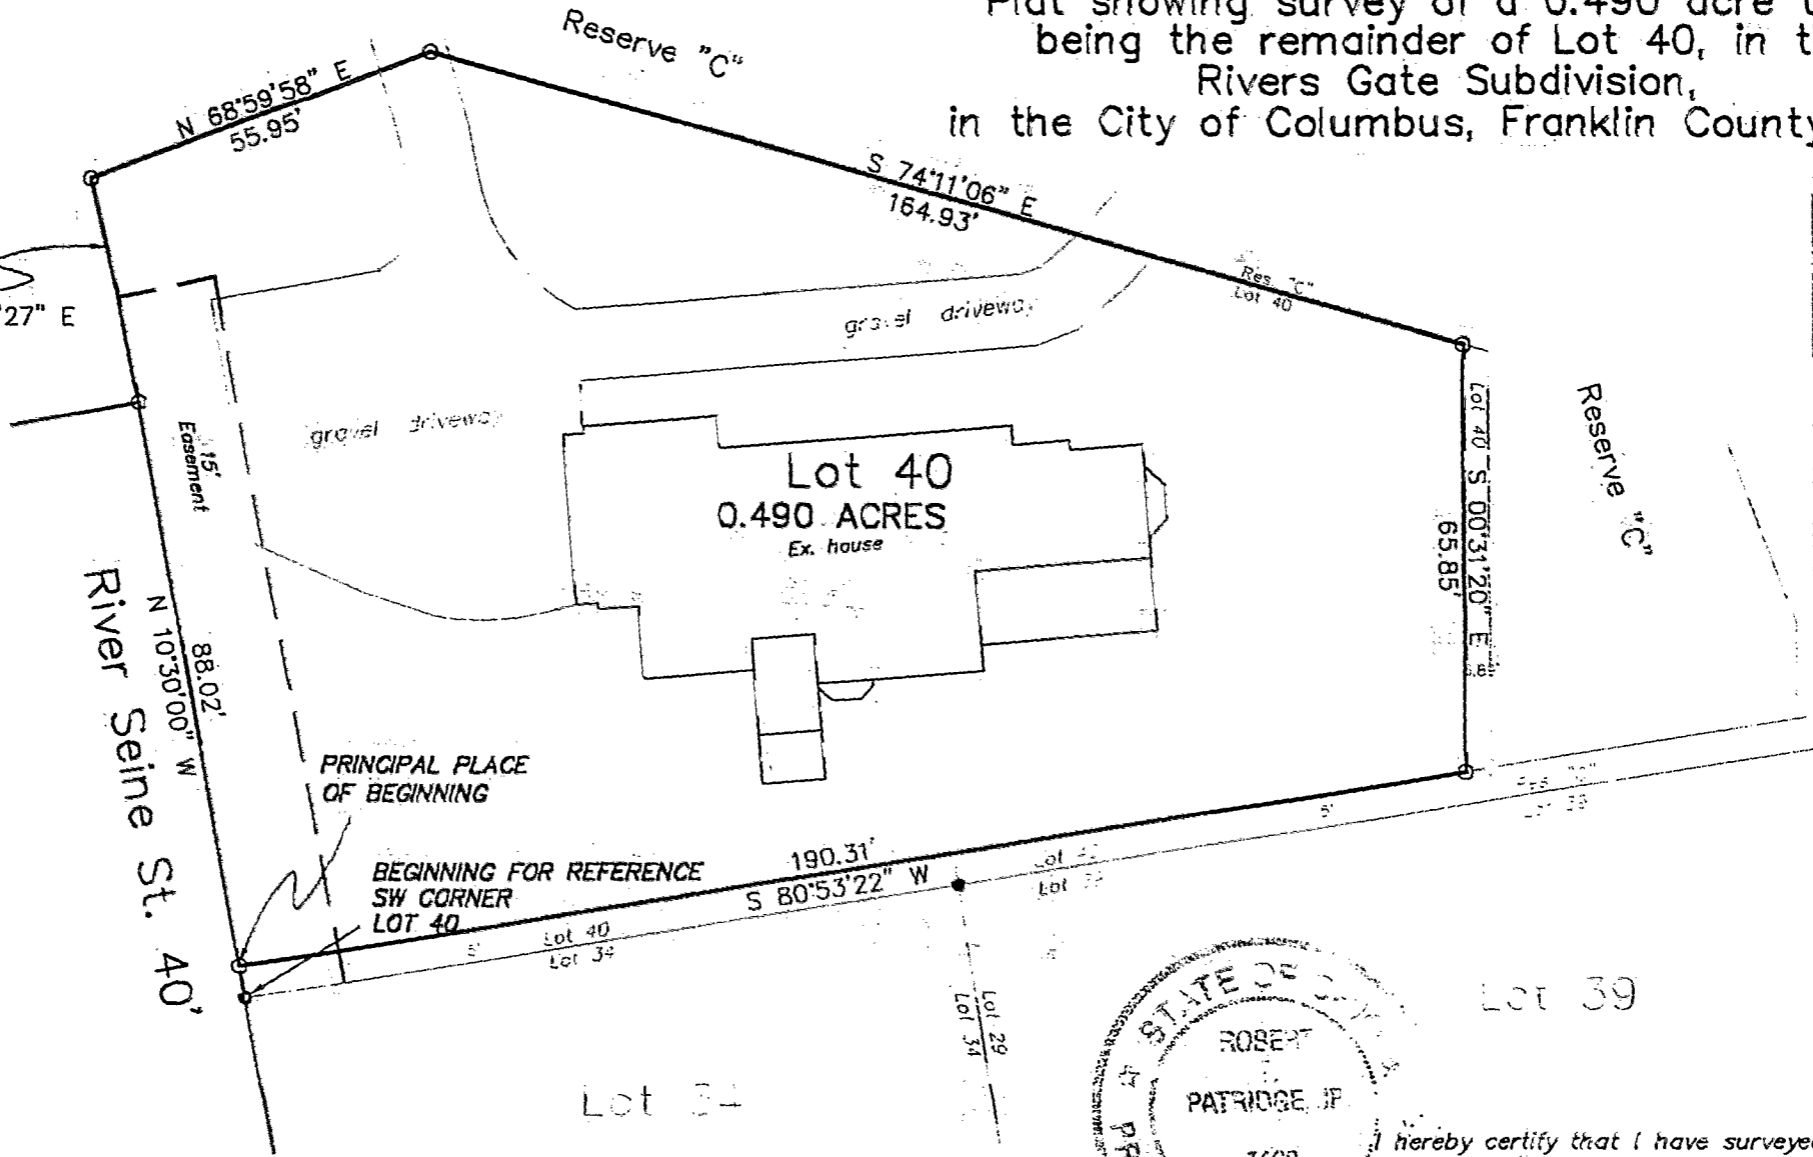 Plat showing survey of a 0.490 acre
being the remainder of Lot 40, in
Rivers Gate Subdivision,
in the City of Columbus, Franklin County
Reserve "C"
N 68°59'58" E
55.95'
S 74°11'06" E
164.93'
Res. "C"
Lot 40
'27" E
gravel driveway
gravel driveway
15'
Easement
Lot 40
0.490 ACRES
Ex. house
Lot 40
S 00°31'20" E
65.85'
Reserve "C"
River Seine St. 40'
88.02'
N 10°30'00" W
PRINCIPAL PLACE
OF BEGINNING
BEGINNING FOR REFERENCE
SW CORNER
LOT 40
190.31'
S 80°53'22" W
Lot 40
Lot 34
5'
Lot
Lot
Lot 29
Lot 34
Lot 39
Lot
STATE OF
ROBERT
PATRIDGE JR
I hereby certify that I have surveyed